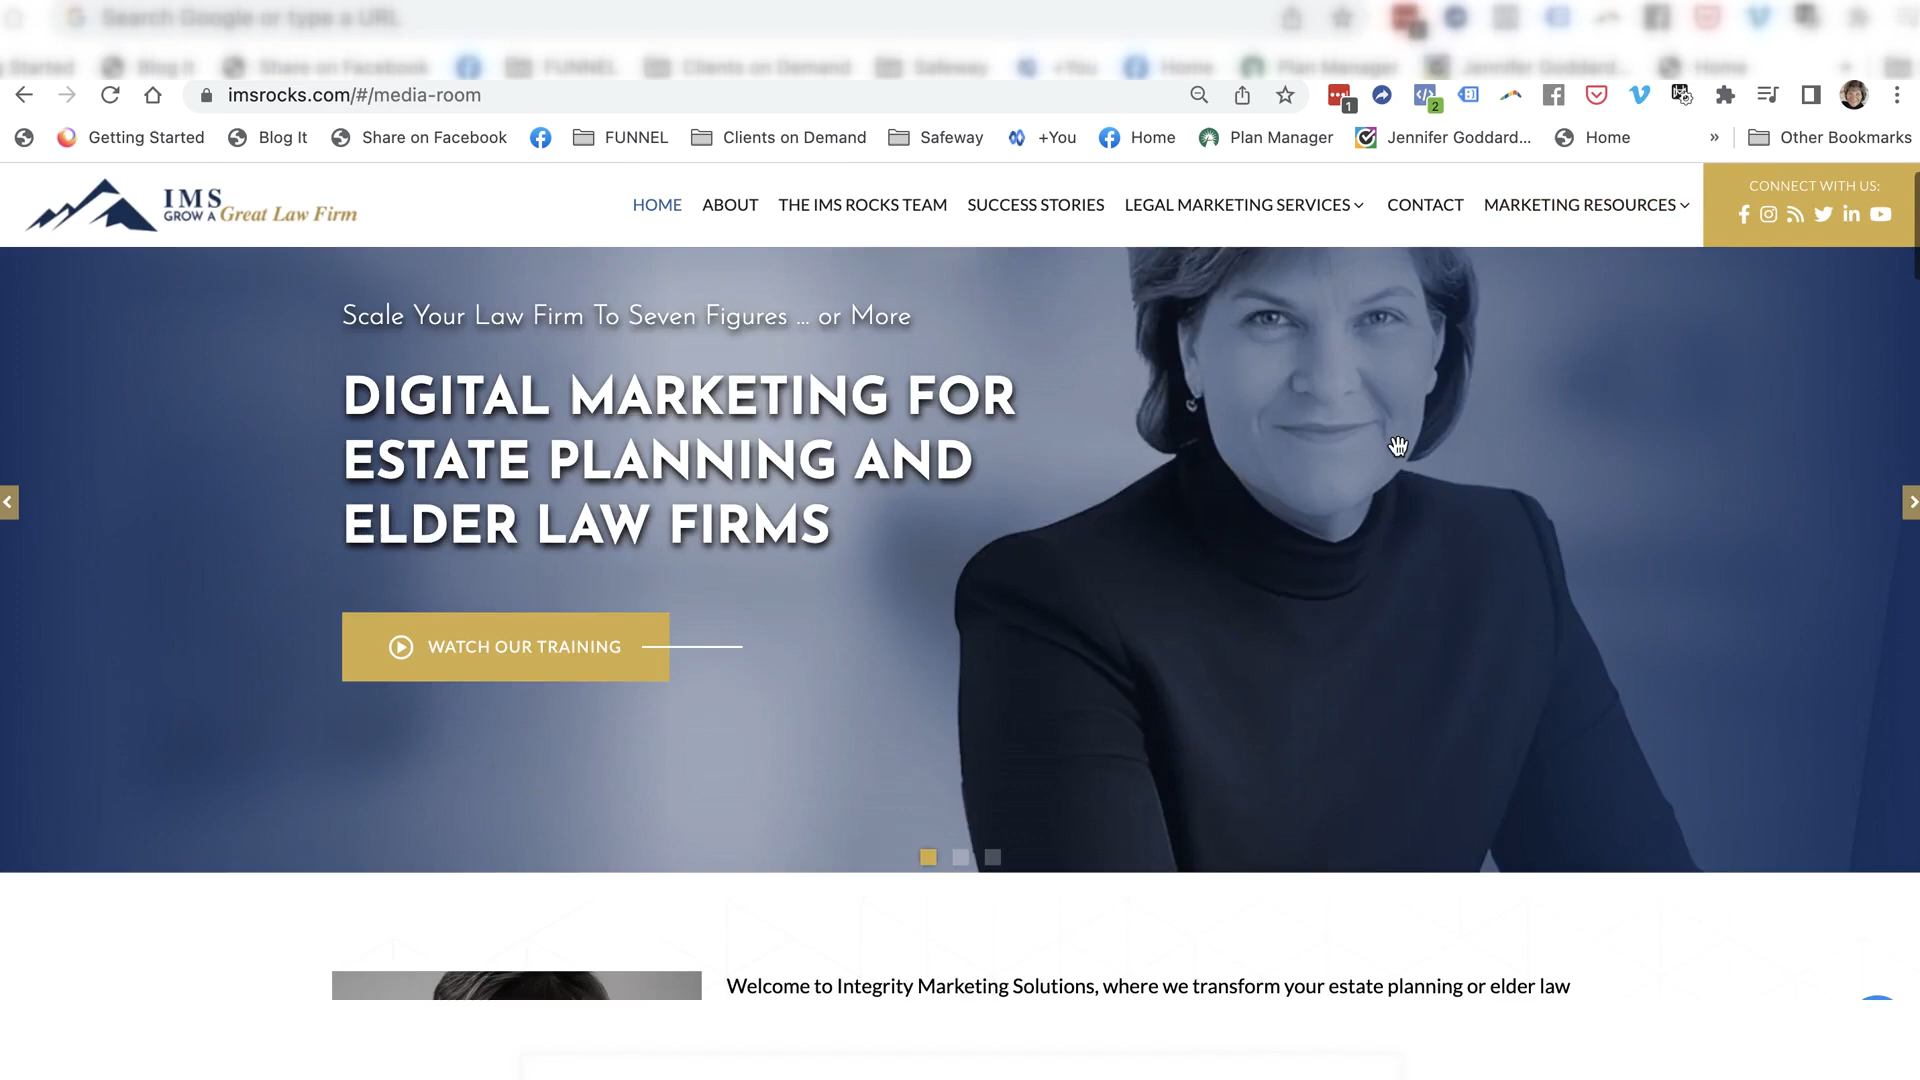 Search Google or type a URL
Started Blog It Share on Facebook FUNNEL Clients on Demand Safeway +You Home Plan Manager Jennifer Goddard... Home
imsrocks.com/#/media-room
1 2
Getting Started Blog It Share on Facebook FUNNEL Clients on Demand Safeway +You Home Plan Manager Jennifer Goddard... Home » Other Bookmarks
IMS
GROW A Great Law Firm
HOME ABOUT THE IMS ROCKS TEAM SUCCESS STORIES LEGAL MARKETING SERVICES CONTACT MARKETING RESOURCES
CONNECT WITH US:
Scale Your Law Firm To Seven Figures ... or More
DIGITAL MARKETING FOR
ESTATE PLANNING AND
ELDER LAW FIRMS
WATCH OUR TRAINING
Welcome to Integrity Marketing Solutions, where we transform your estate planning or elder law